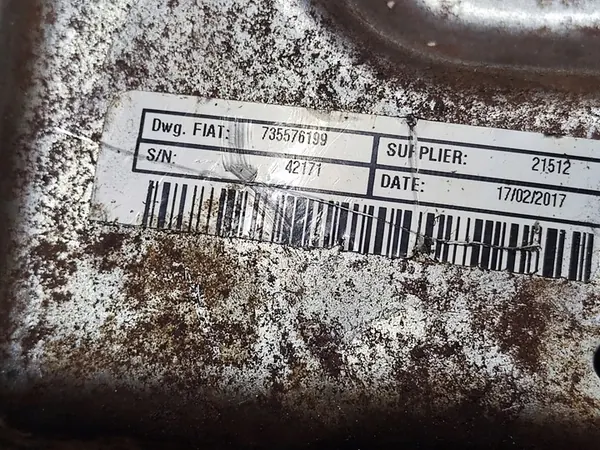 Dwg. FIAT: 735576199 SUPPLIER: 21512
S/N: 42171 DATE: 17/02/2017